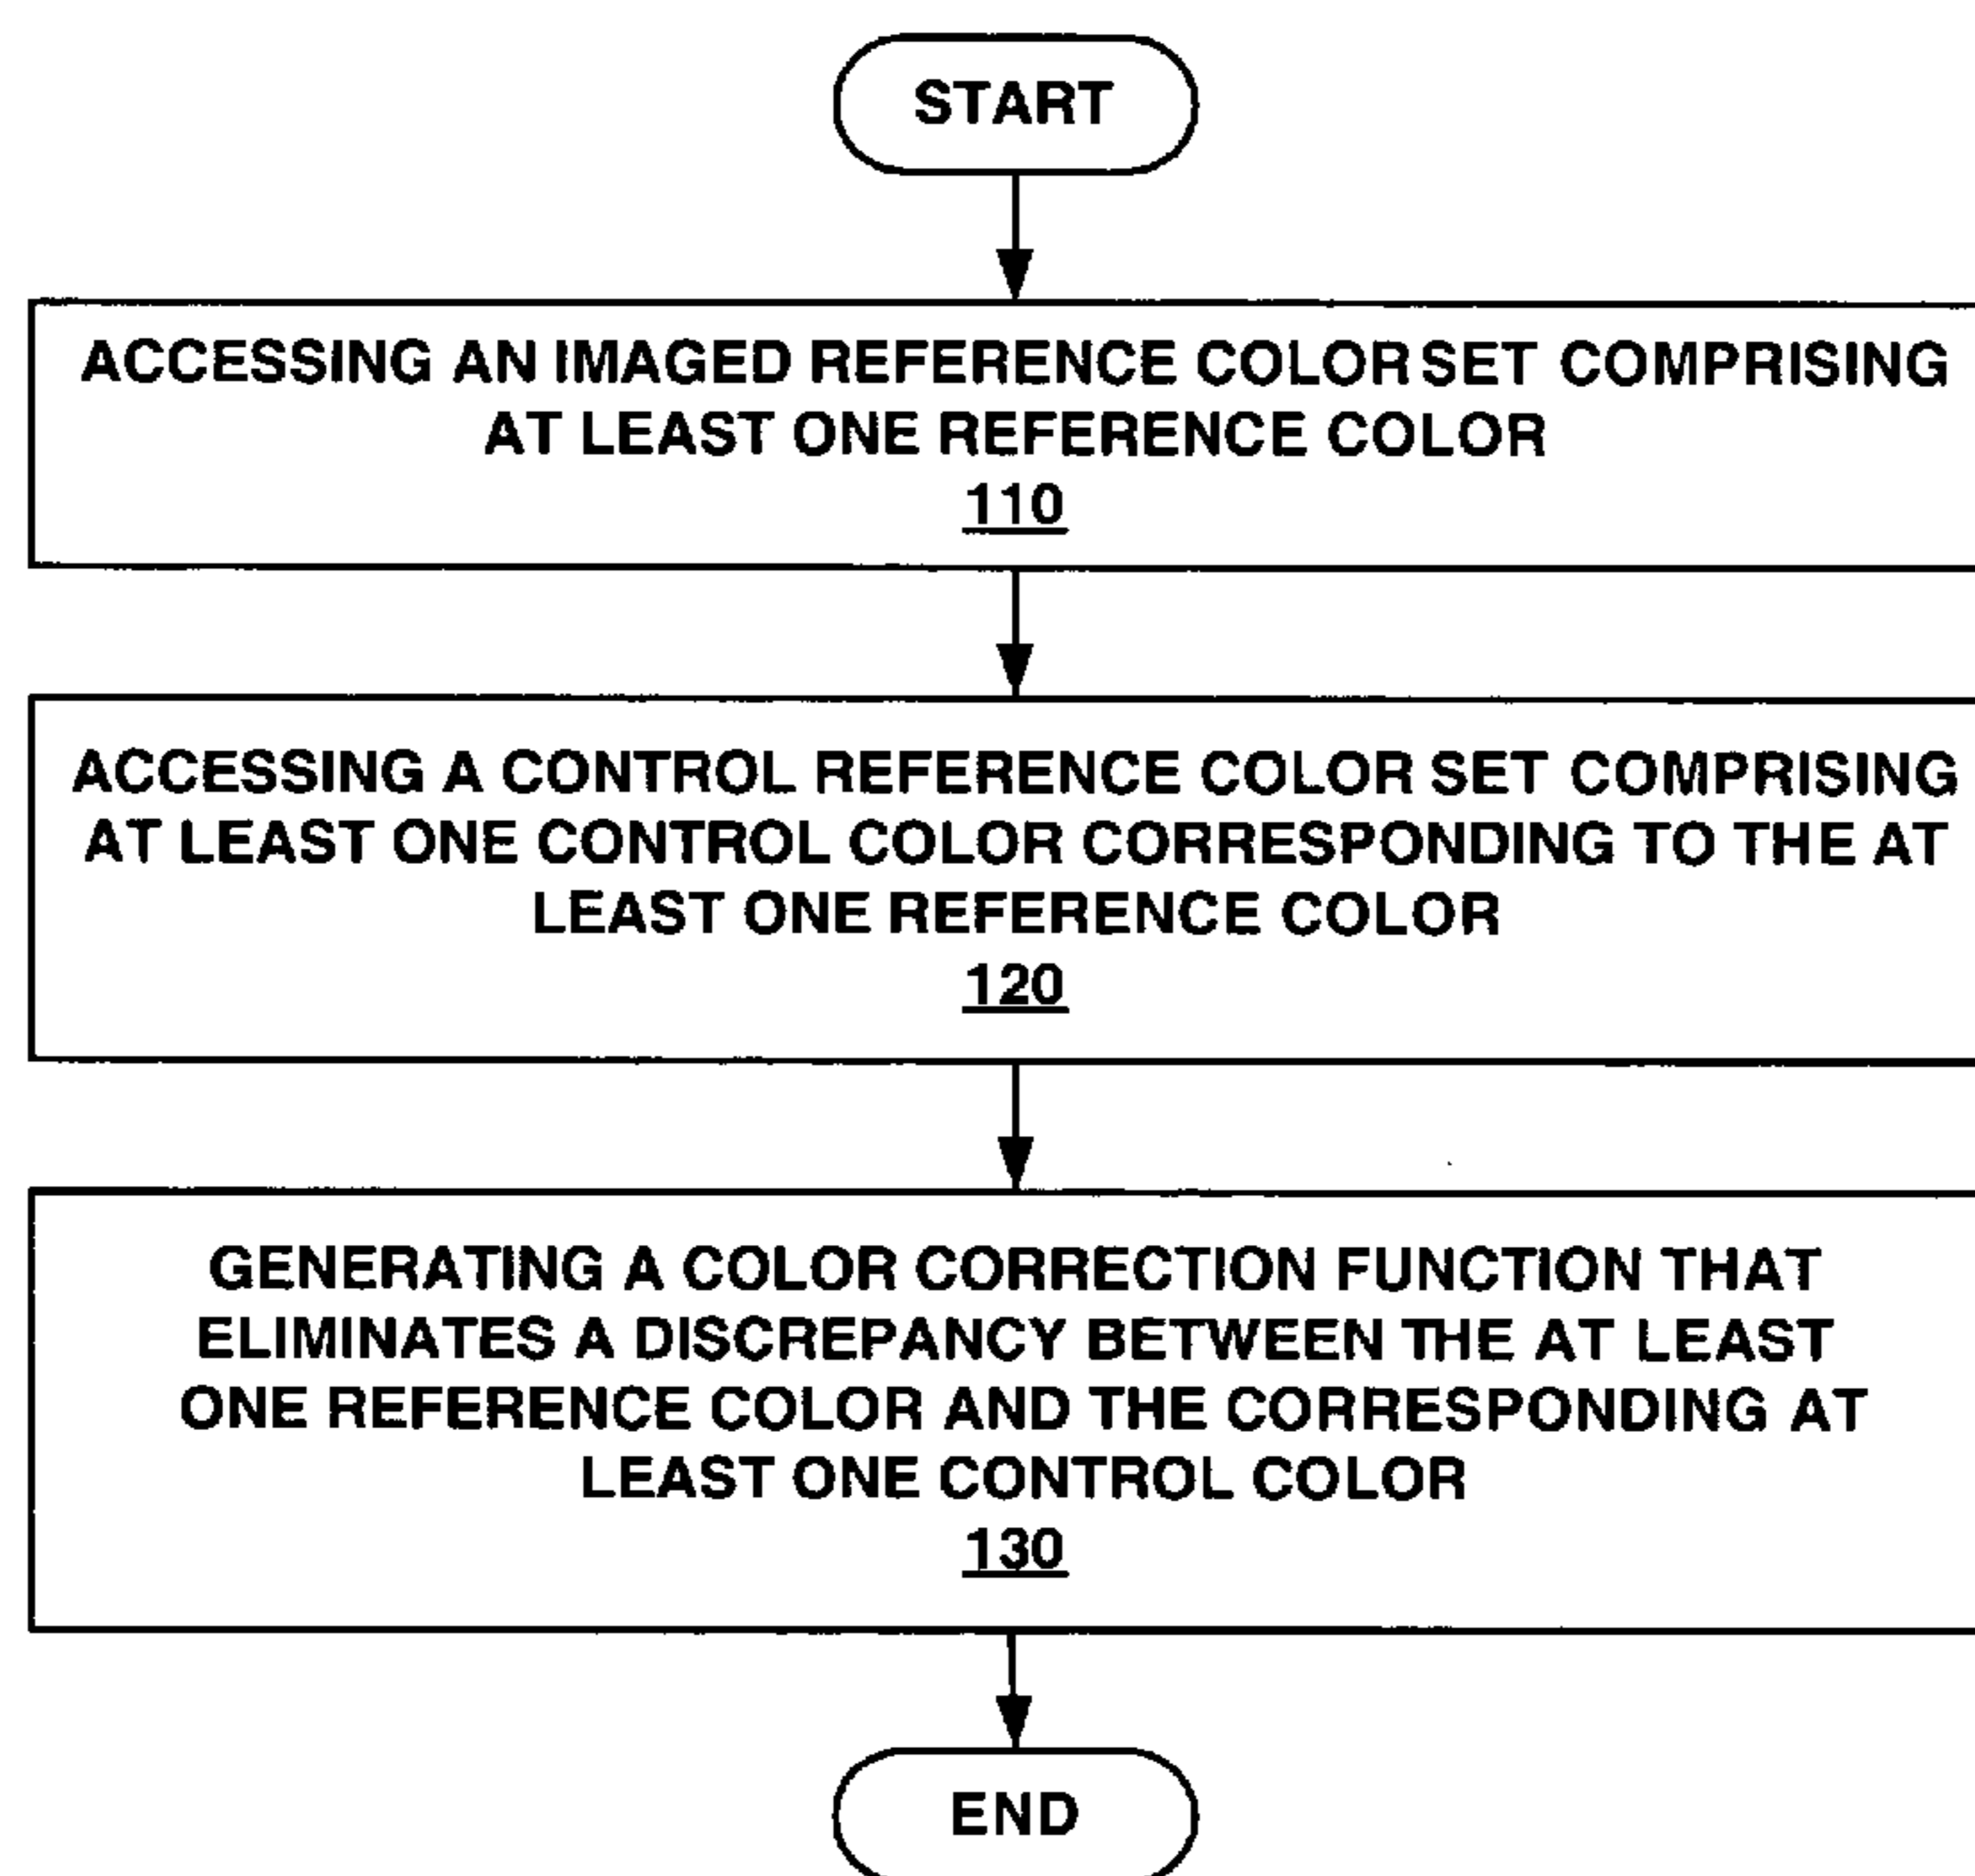 START
ACCESSING AN IMAGED REFERENCE COLOR SET COMPRISING
AT LEAST ONE REFERENCE COLOR
110
ACCESSING A CONTROL REFERENCE COLOR SET COMPRISING
AT LEAST ONE CONTROL COLOR CORRESPONDING TO THE AT
LEAST ONE REFERENCE COLOR
120
GENERATING A COLOR CORRECTION FUNCTION THAT
ELIMINATES A DISCREPANCY BETWEEN THE AT LEAST
ONE REFERENCE COLOR AND THE CORRESPONDING AT
LEAST ONE CONTROL COLOR
130
END